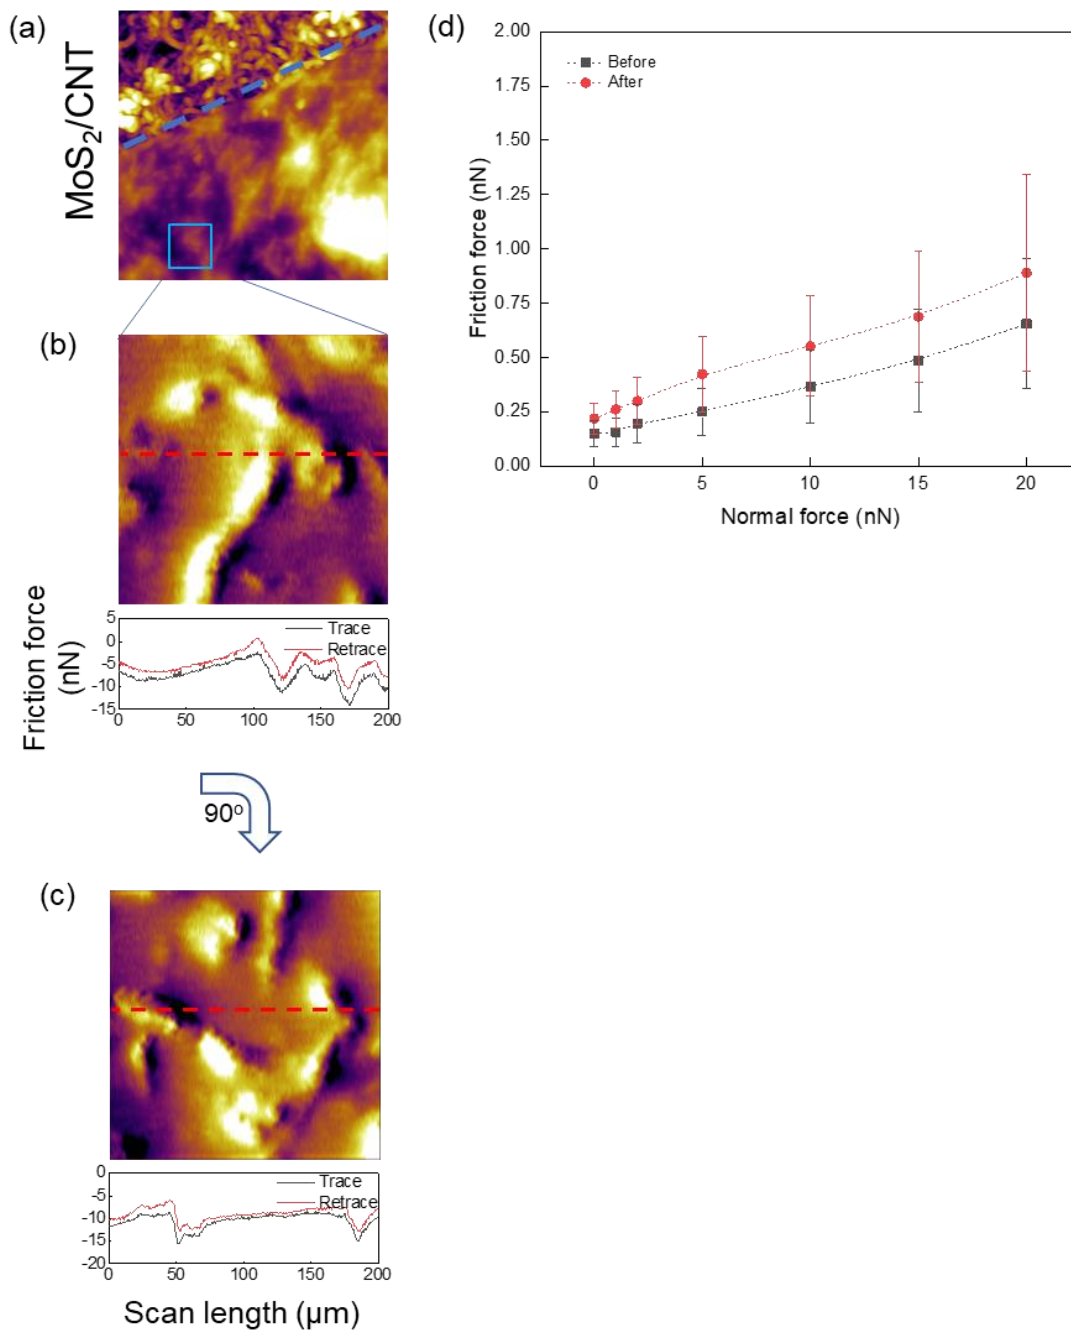 (a)
MoS₂/CNT
(b)
Friction force
(nN)
5
0
-5
-10
-15
Trace
Retrace
0 50 100 150 200
90°
(c)
0
-5
-10
-15
-20
Trace
Retrace
0 50 100 150 200
Scan length (µm)
(d)
Friction force (nN)
2.00
1.75
1.50
1.25
1.00
0.75
0.50
0.25
0.00
Before
After
0 5 10 15 20
Normal force (nN)